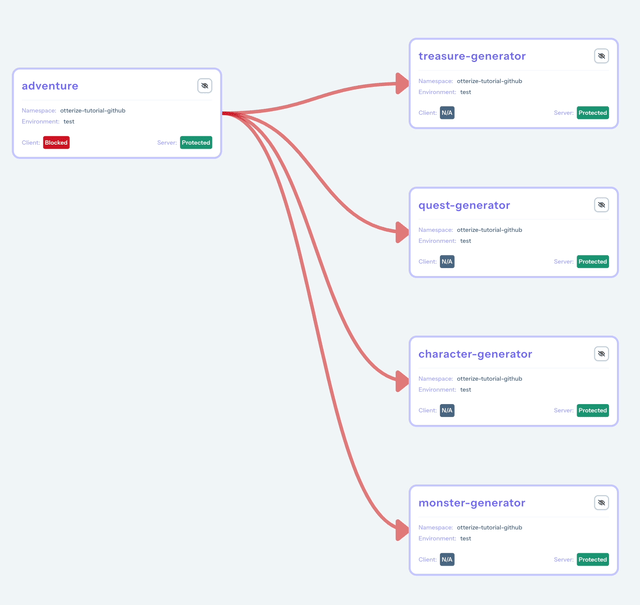 adventure
Namespace: otterize-tutorial-github
Environment: test
Client: Blocked Server: Protected
treasure-generator
Namespace: otterize-tutorial-github
Environment: test
Client: N/A Server: Protected
quest-generator
Namespace: otterize-tutorial-github
Environment: test
Client: N/A Server: Protected
character-generator
Namespace: otterize-tutorial-github
Environment: test
Client: N/A Server: Protected
monster-generator
Namespace: otterize-tutorial-github
Environment: test
Client: N/A Server: Protected